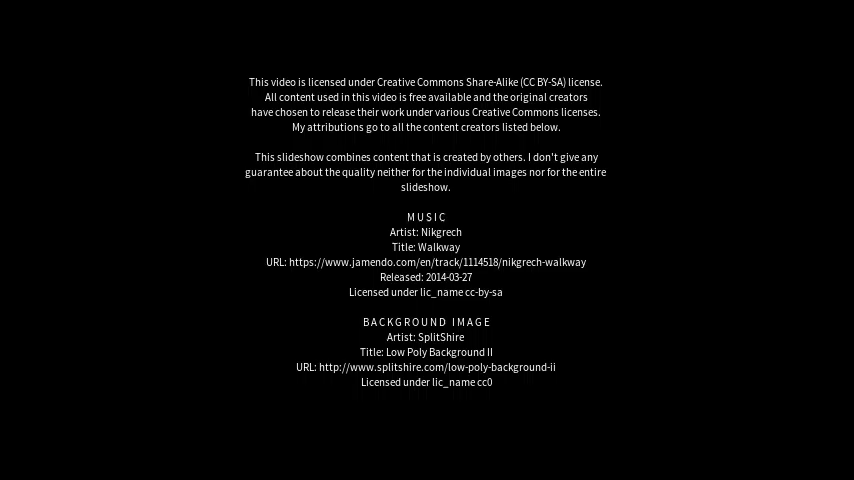 This video is licensed under Creative Commons Share-Alike (CC BY-SA) license.
All content used in this video is free available and the original creators
have chosen to release their work under various Creative Commons licenses.
My attributions go to all the content creators listed below.
This slideshow combines content that is created by others. I don't give any
guarantee about the quality neither for the individual images nor for the entire
slideshow.
MUSIC
Artist: Nikgrech
Title: Walkway
URL: https://www.jamendo.com/en/track/1114518/nikgrech-walkway
Released: 2014-03-27
Licensed under lic_name cc-by-sa
BACKGROUND IMAGE
Artist: SplitShire
Title: Low Poly Background II
URL: http://www.splitshire.com/low-poly-background-ii
Licensed under lic_name cc0